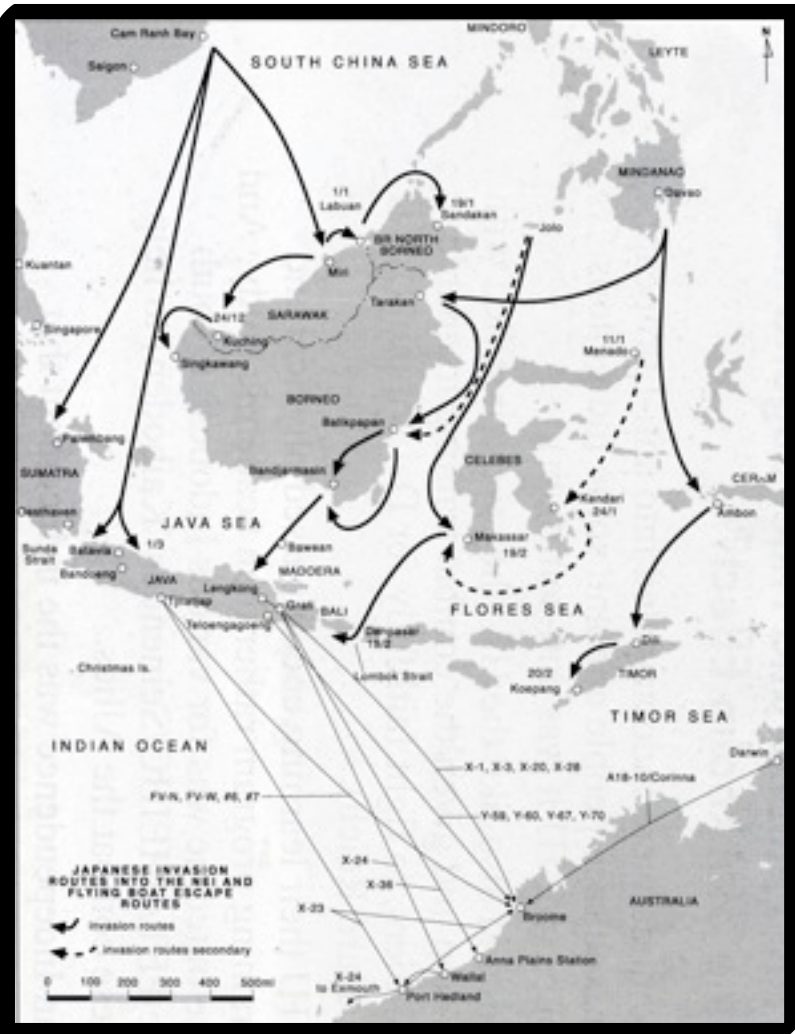 Cam Ranh Bay
MINDORO
N
Saigon
SOUTH CHINA SEA
LEYTE
MINDANAO
Davao
1/1
Labuan
19/1
Sandakan
Jolo
BR NORTH
BORNEO
Kuantan
Miri
Tarakan
24/12
SARAWAK
Singapore
Kuching
11/1
Menado
Singkawang
BORNEO
Balikpapan
Palembang
CELEBES
SUMATRA
Bandjarmasin
CERAM
Kendari
24/1
Ambon
Oosthaven
JAVA SEA
Makassar
19/2
Sunda
Strait
Batavia
1/3
Bawean
Bandoeng
MADOERA
JAVA
Lengkong
Tjilatjap
Grati
BALI
FLORES SEA
Teloengagoeng
Denpasar
18/2
Dili
Christmas Is.
Lombok Strait
20/2
Koepang
TIMOR
TIMOR SEA
INDIAN OCEAN
Darwin
X-1, X-3, X-20, X-28
A18-10/Corinna
FV-N, FV-W, #6, #7
Y-59, Y-60, Y-67, Y-70
X-24
X-36
JAPANESE INVASION
ROUTES INTO THE NEI AND
FLYING BOAT ESCAPE
ROUTES
X-23
AUSTRALIA
Broome
invasion routes
invasion routes secondary
Anna Plains Station
X-24
to Exmouth
Wallal
Port Hedland
0 100 200 300 400 500ml